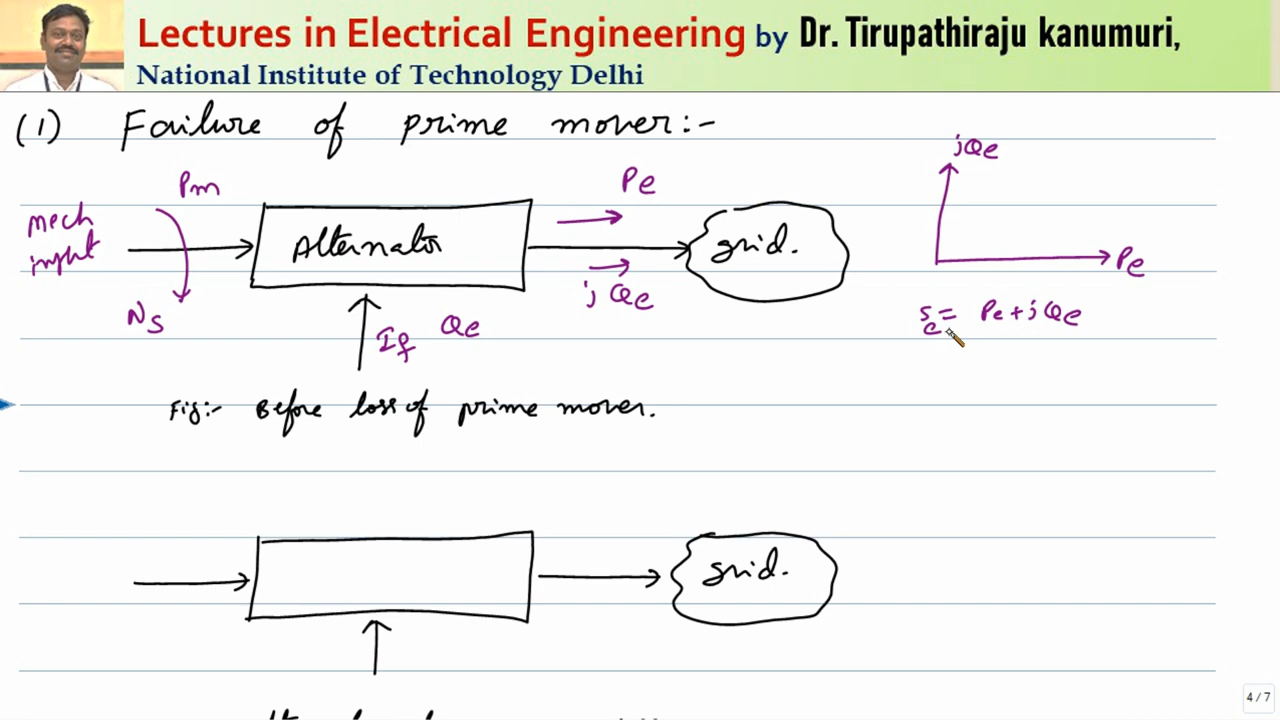 Lectures in Electrical Engineering by Dr. Tirupathiraju kanumuri,
National Institute of Technology Delhi
(1) Failure of prime mover:-
jQe
Pm
Pe
mech
input
Alternator
grid.
Pe
jQe
Ns
If
Qe
Se = Pe+jQe
Fig:- Before loss of prime mover.
grid.
4 / 7